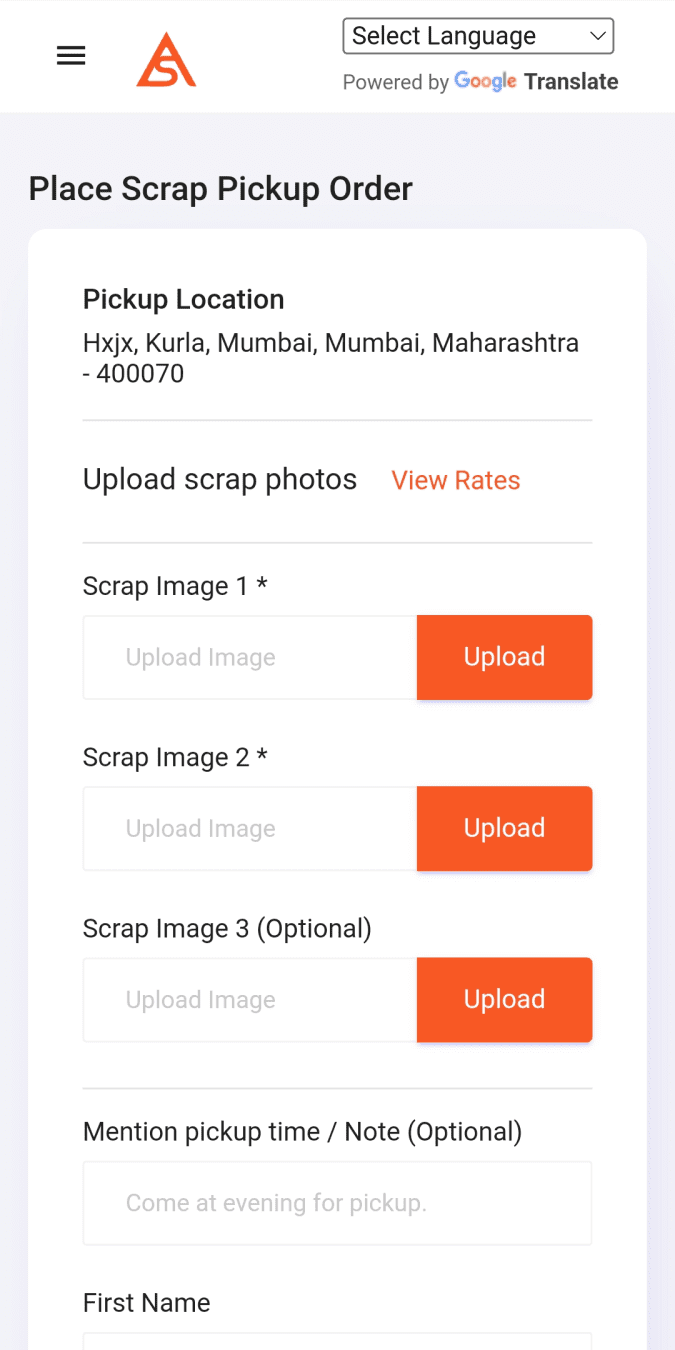 Select Language
Powered by Google Translate
Place Scrap Pickup Order
Pickup Location
Hxjx, Kurla, Mumbai, Mumbai, Maharashtra
- 400070
Upload scrap photos View Rates
Scrap Image 1 *
Upload Image Upload
Scrap Image 2 *
Upload Image Upload
Scrap Image 3 (Optional)
Upload Image Upload
Mention pickup time / Note (Optional)
Come at evening for pickup.
First Name